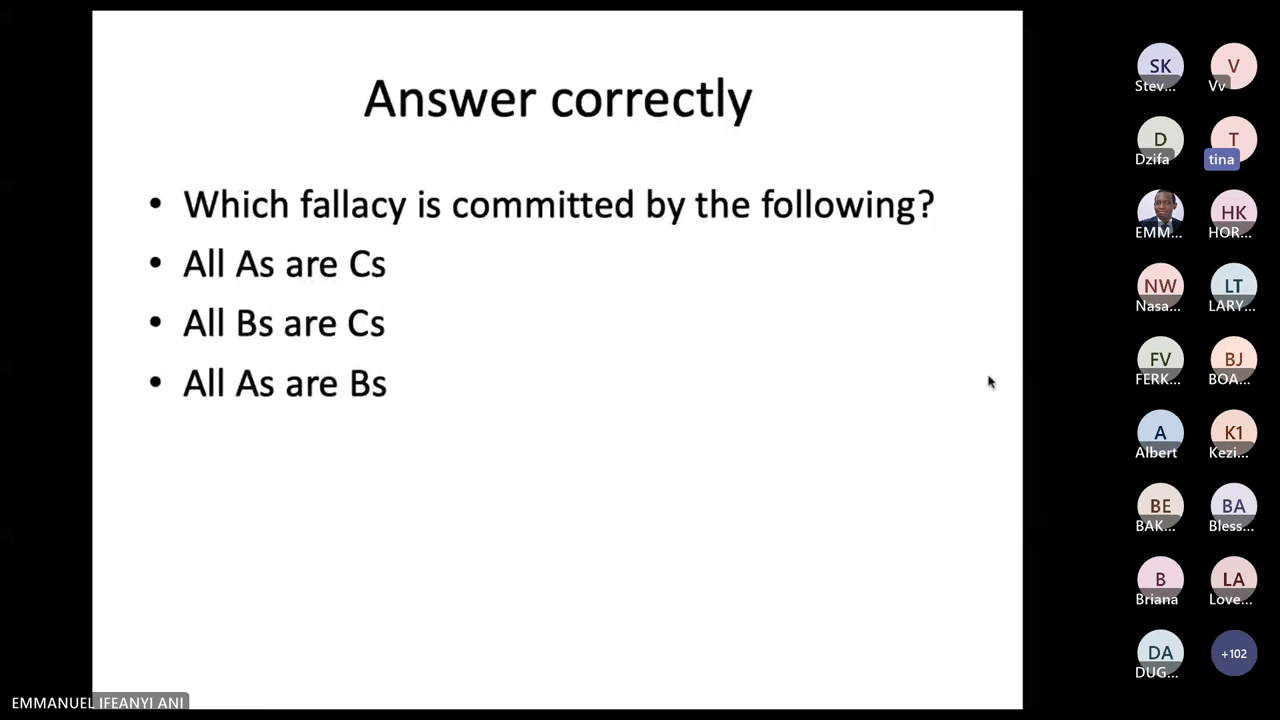 Answer correctly
• Which fallacy is committed by the following?
• All As are Cs
• All Bs are Cs
• All As are Bs
SK
Stev...
V
Vv
D
Dzifa
T
tina
EMM...
HK
HOR...
NW
Nasa...
LT
LARY...
FV
FERK...
BJ
BOA...
A
Albert
K1
Kezi...
BE
BAK...
BA
Bless...
B
Briana
LA
Love...
DA
DUG...
+102
EMMANUEL IFEANYI ANI